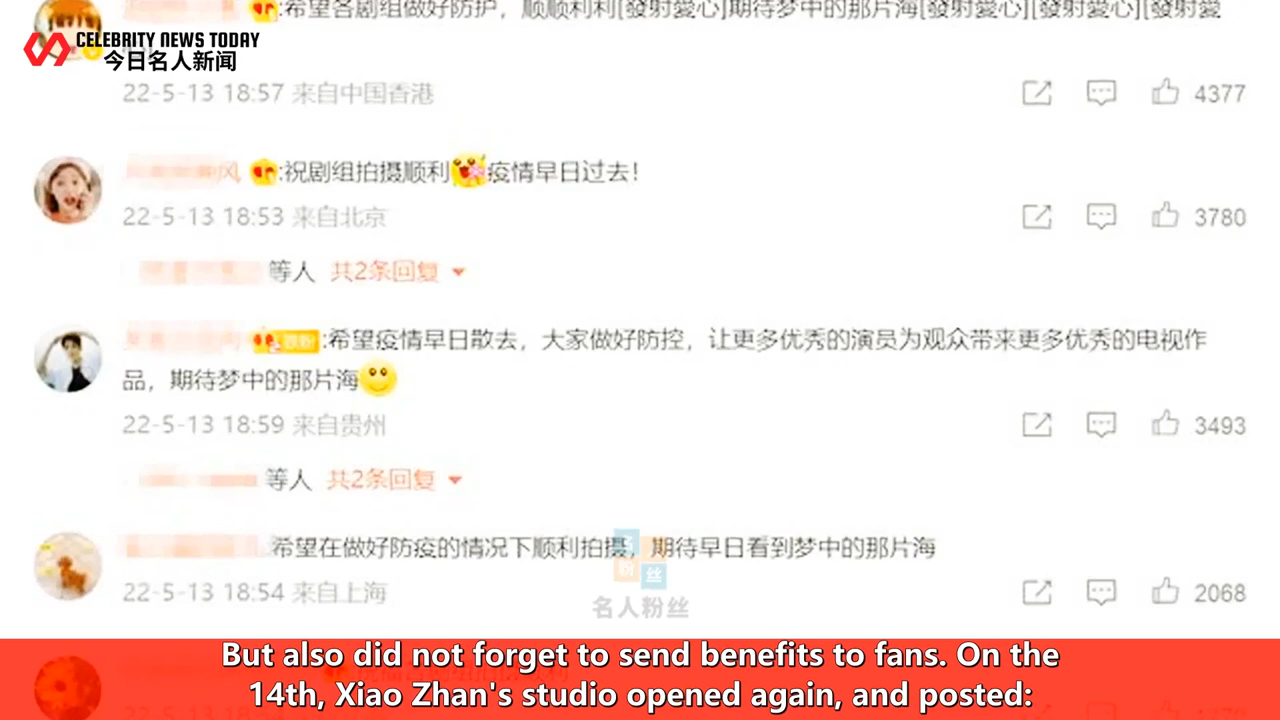 :希望各剧组做好防护，顺顺利利[發射愛心]期待梦中的那片海[發射愛心][發射愛心][發射愛
CELEBRITY NEWS TODAY
今日名人新闻
22-5-13 18:57 来自中国香港
4377
风 :祝剧组拍摄顺利 疫情早日过去！
22-5-13 18:53 来自北京
3780
等人 共2条回复
:希望疫情早日散去，大家做好防控，让更多优秀的演员为观众带来更多优秀的电视作
品，期待梦中的那片海
22-5-13 18:59 来自贵州
3493
等人 共2条回复
希望在做好防疫的情况下顺利拍摄，期待早日看到梦中的那片海
22-5-13 18:54 来自上海
2068
名
粉 丝
名人粉丝
But also did not forget to send benefits to fans. On the
14th, Xiao Zhan's studio opened again, and posted: